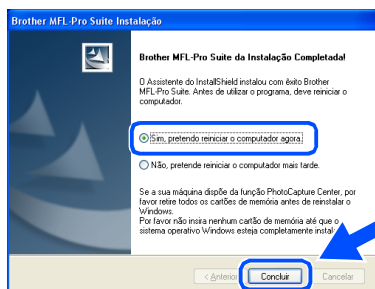 Brother MFL-Pro Suite Instalação
Brother MFL-Pro Suite da Instalação Completada!
O Assistente do InstallShield instalou com êxito Brother
MFL-Pro Suite. Antes de utilizar o programa, deve reiniciar o
computador.
Sim, pretendo reiniciar o computador agora.
Não, pretende reiniciar o computador mais tarde.
Se a sua máquina dispõe da função PhotoCapture Center, por
favor retire todos os cartões de memória antes de reinstalar o
Windows.
Por favor não insira nenhum cartão de memória até que o
sistema operativo Windows esteja completamente
< Anterior
Concluir
Cancelar